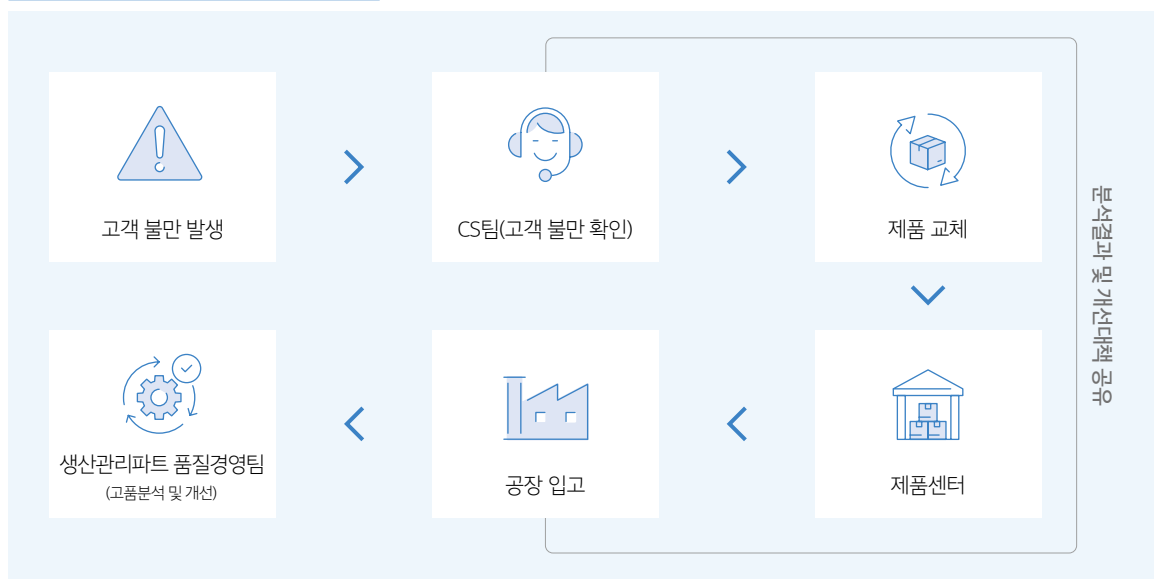 고객 불만 발생
CS팀(고객 불만 확인)
제품 교체
분석결과 및 개선대책 공유
생산관리파트 품질경영팀
(고품분석 및 개선)
공장 입고
제품센터